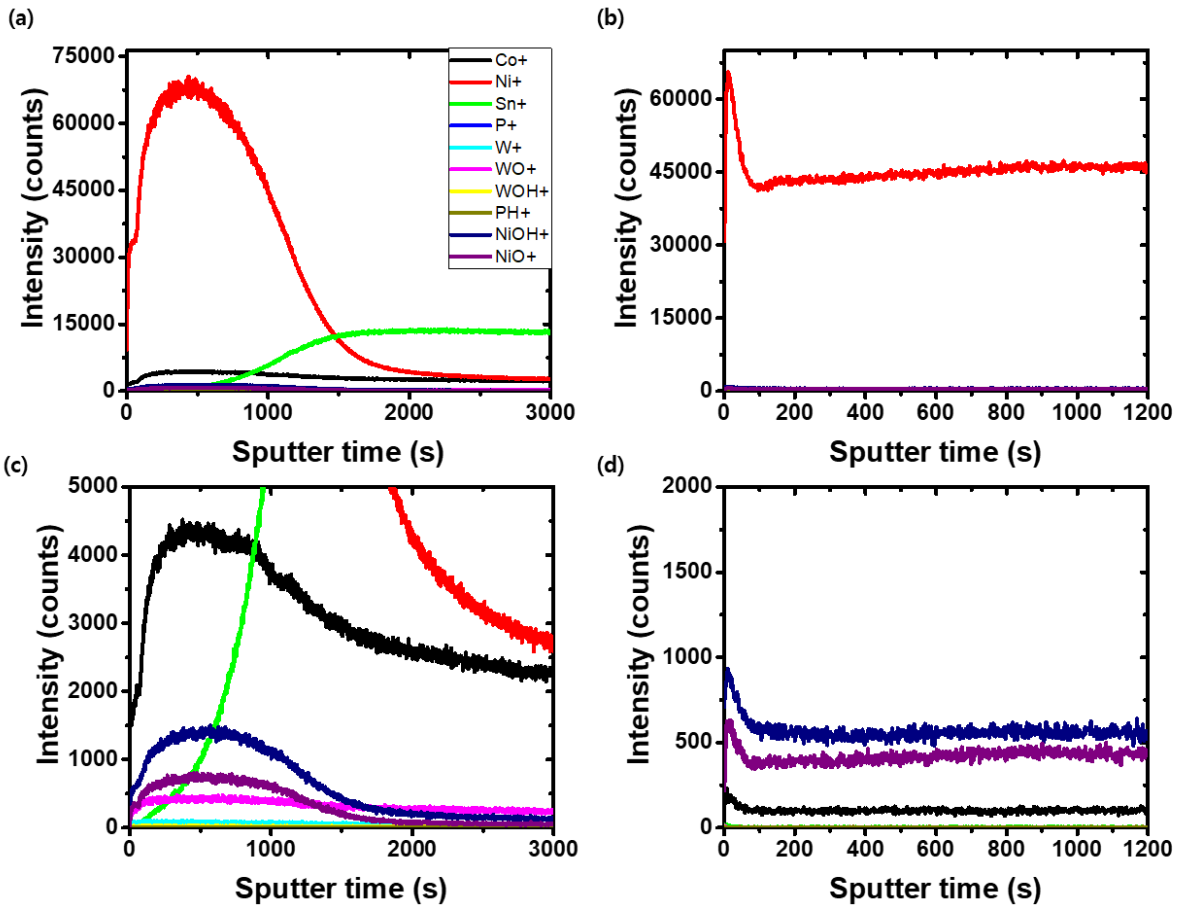 (a)
75000
60000
45000
30000
15000
0
0 1000 2000 3000
Intensity (counts)
Sputter time (s)
Co+
Ni+
Sn+
P+
W+
WO+
WOH+
PH+
NiOH+
NiO+
(b)
60000
45000
30000
15000
0
0 200 400 600 800 1000 1200
Intensity (counts)
Sputter time (s)
(c)
5000
4000
3000
2000
1000
0
0 1000 2000 3000
Intensity (counts)
Sputter time (s)
(d)
2000
1500
1000
500
0
0 200 400 600 800 1000 1200
Intensity (counts)
Sputter time (s)